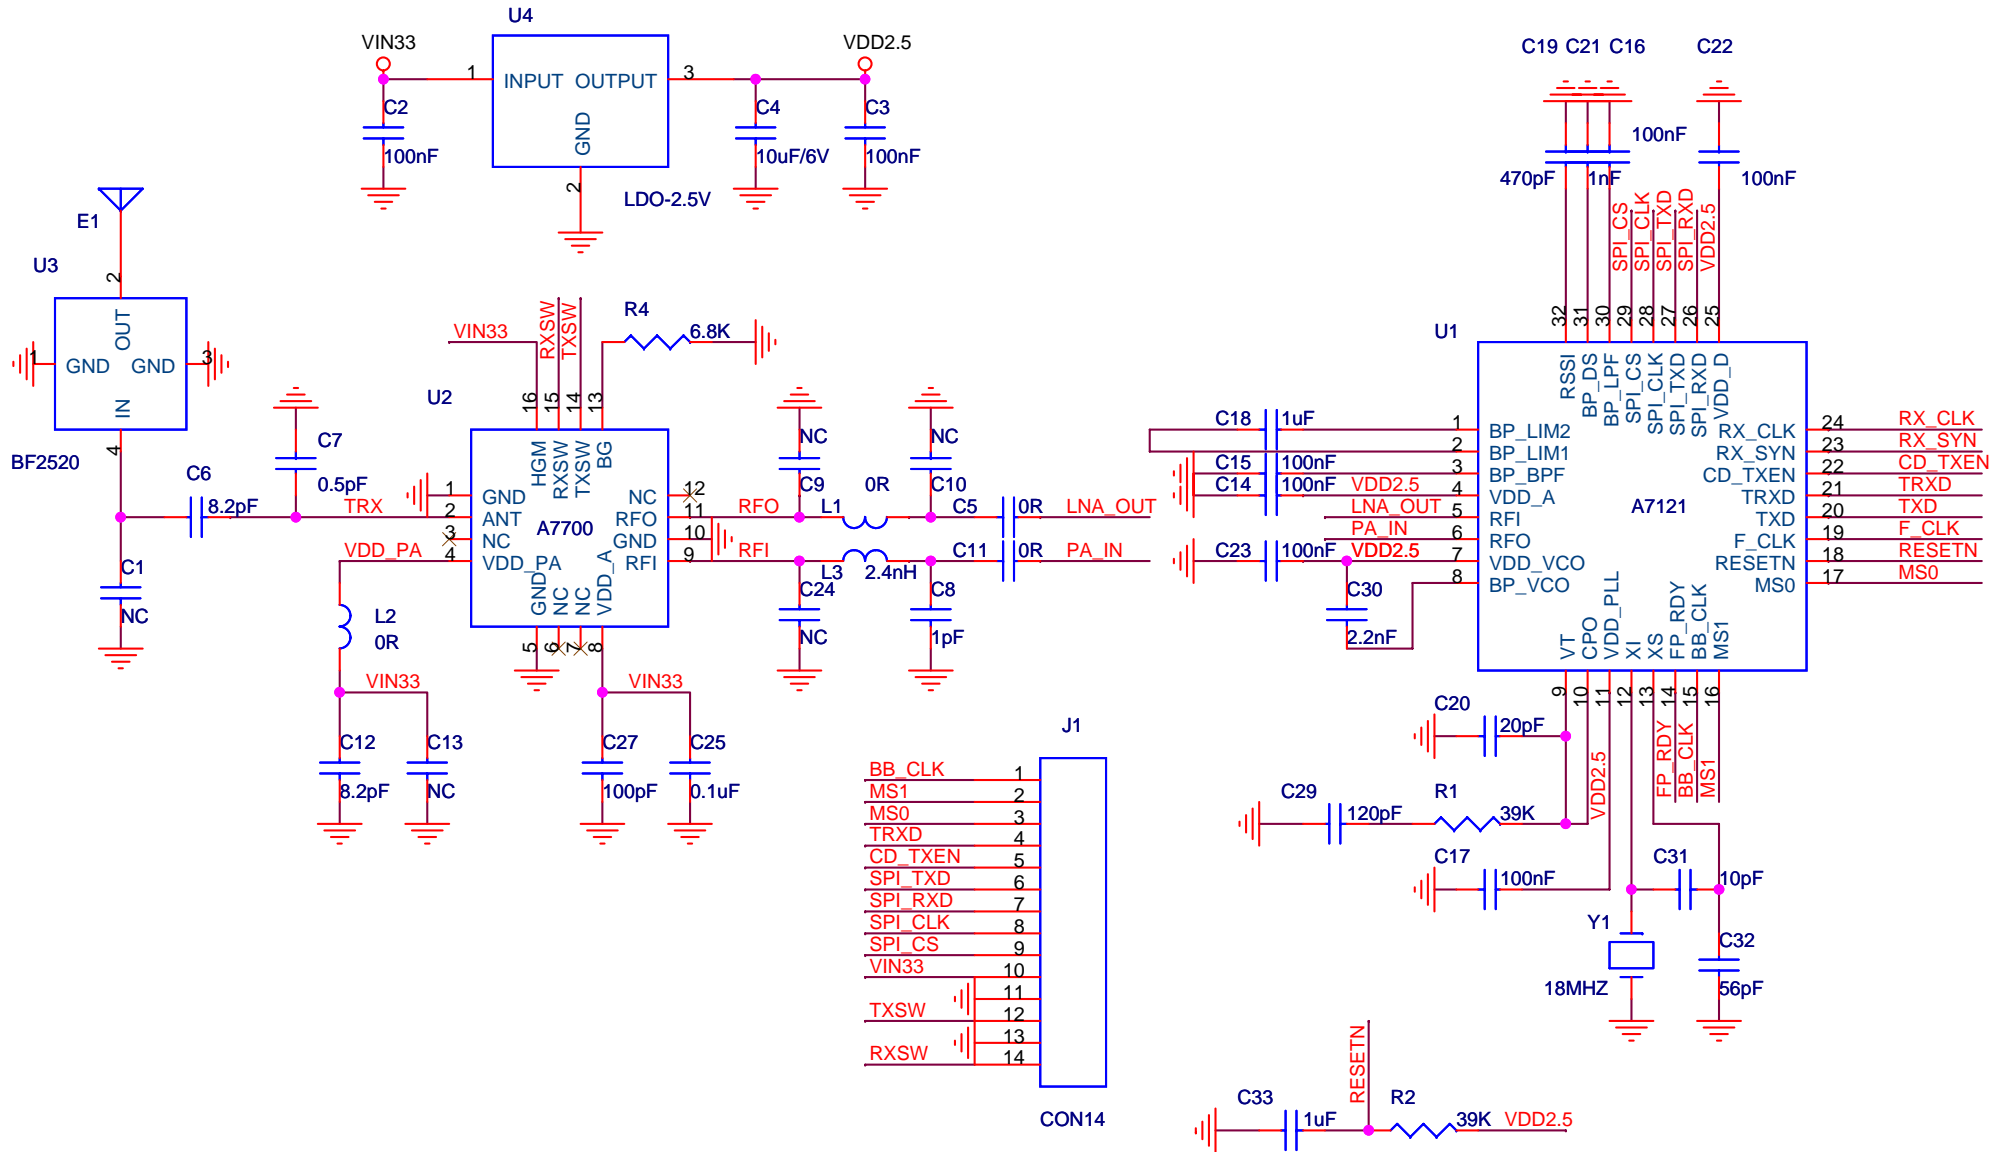 U4
VIN33
VDD2.5
1
INPUT OUTPUT
3
GND
2
C2
100nF
C4
10uF/6V
C3
100nF
LDO-2.5V
E1
U3
2
OUT
1
GND GND
3
IN
4
BF2520
C7
0.5pF
C6
8.2pF
TRX
C1
NC
VDD_PA
L2
0R
VIN33
C12
8.2pF
C13
NC
VIN33
RXSW
TXSW
R4
6.8K
U2
16
15
14
13
HGM
RXSW
TXSW
BG
1 GND
2 ANT
3 NC
4 VDD_PA
A7700
NC 12
RFO 11
GND 10
RFI 9
GND
NC
NC
VDD_A
5
6
7
8
VIN33
C27
100pF
C25
0.1uF
NC
C9
NC
C10
RFO
L1
0R
C5
0R
LNA_OUT
RFI
L3
2.4nH
C11
0R
PA_IN
C24
NC
C8
1pF
J1
BB_CLK 1
MS1 2
MS0 3
TRXD 4
CD_TXEN 5
SPI_TXD 6
SPI_RXD 7
SPI_CLK 8
SPI_CS 9
VIN33 10
11
TXSW 12
13
RXSW 14
CON14
C19 C21 C16
C22
100nF
470pF
1nF
100nF
SPI_CS
SPI_CLK
SPI_TXD
SPI_RXD
VDD2.5
32
31
30
29
28
27
26
25
U1
RSSI
BP_DS
BP_LPF
SPI_CS
SPI_CLK
SPI_TXD
SPI_RXD
VDD_D
C18 1uF
C15 100nF
C14 100nF VDD2.5
LNA_OUT
PA_IN
C23 100nF VDD2.5
C30
2.2nF
1 BP_LIM2
2 BP_LIM1
3 BP_BPF
4 VDD_A
5 RFI
6 RFO
7 VDD_VCO
8 BP_VCO
A7121
RX_CLK 24 RX_CLK
RX_SYN 23 RX_SYN
CD_TXEN 22 CD_TXEN
TRXD 21 TRXD
TXD 20 TXD
F_CLK 19 F_CLK
RESETN 18 RESETN
MS0 17 MS0
VT
CPO
VDD_PLL
XI
XS
FP_RDY
BB_CLK
MS1
9
10
11
12
13
14
15
16
VDD2.5
FP_RDY
BB_CLK
MS1
C20
20pF
C29
120pF
R1
39K
C17
100nF
C31
10pF
Y1
18MHZ
C32
56pF
RESETN
C33
1uF
R2
39K
VDD2.5